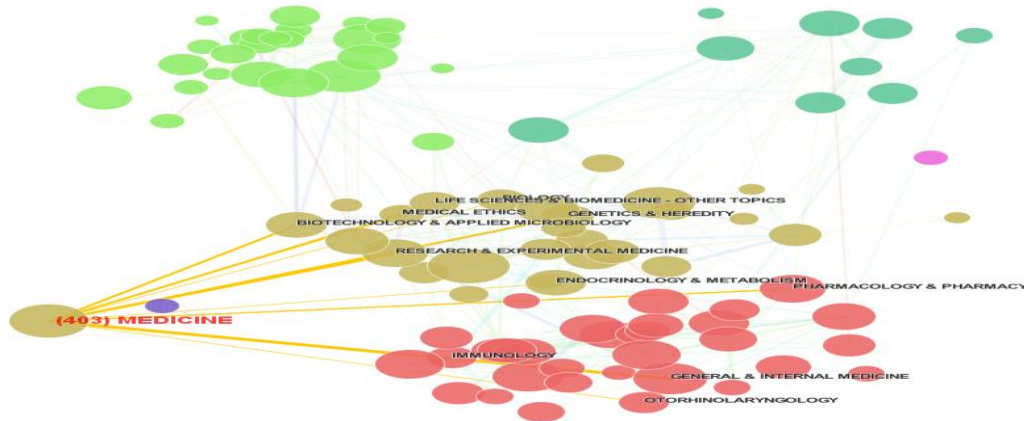 BIOLOGY
LIFE SCIENCES & BIOMEDICINE - OTHER TOPICS
MEDICAL ETHICS
GENETICS & HEREDITY
BIOTECHNOLOGY & APPLIED MICROBIOLOGY
RESEARCH & EXPERIMENTAL MEDICINE
ENDOCRINOLOGY & METABOLISM
PHARMACOLOGY & PHARMACY
(403) MEDICINE
IMMUNOLOGY
GENERAL & INTERNAL MEDICINE
OTORHINOLARYNGOLOGY